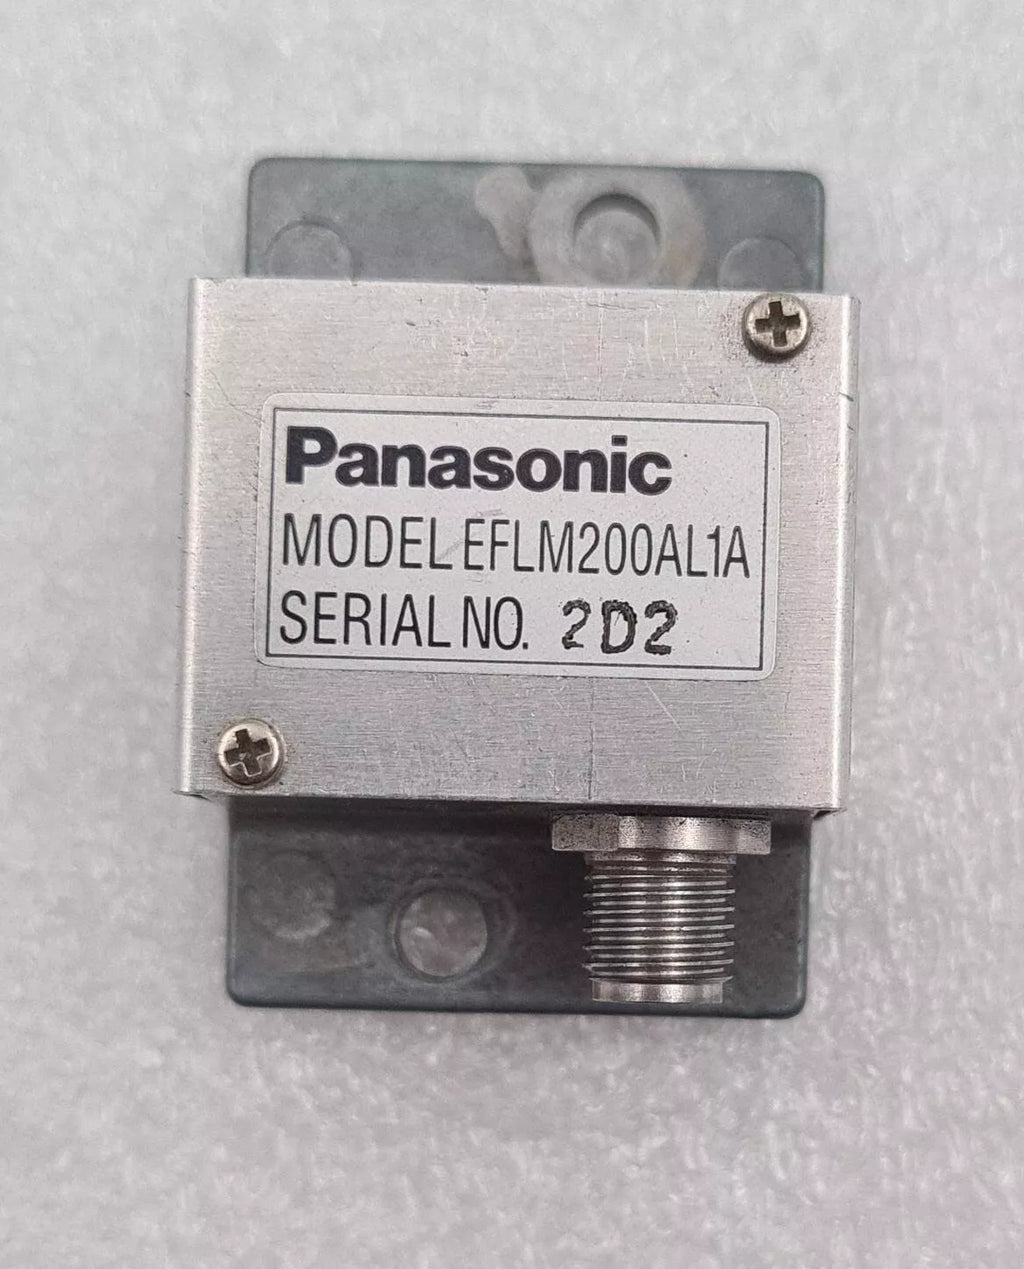 Panasonic
MODEL EFLM200AL1A
SERIAL NO. 2D2